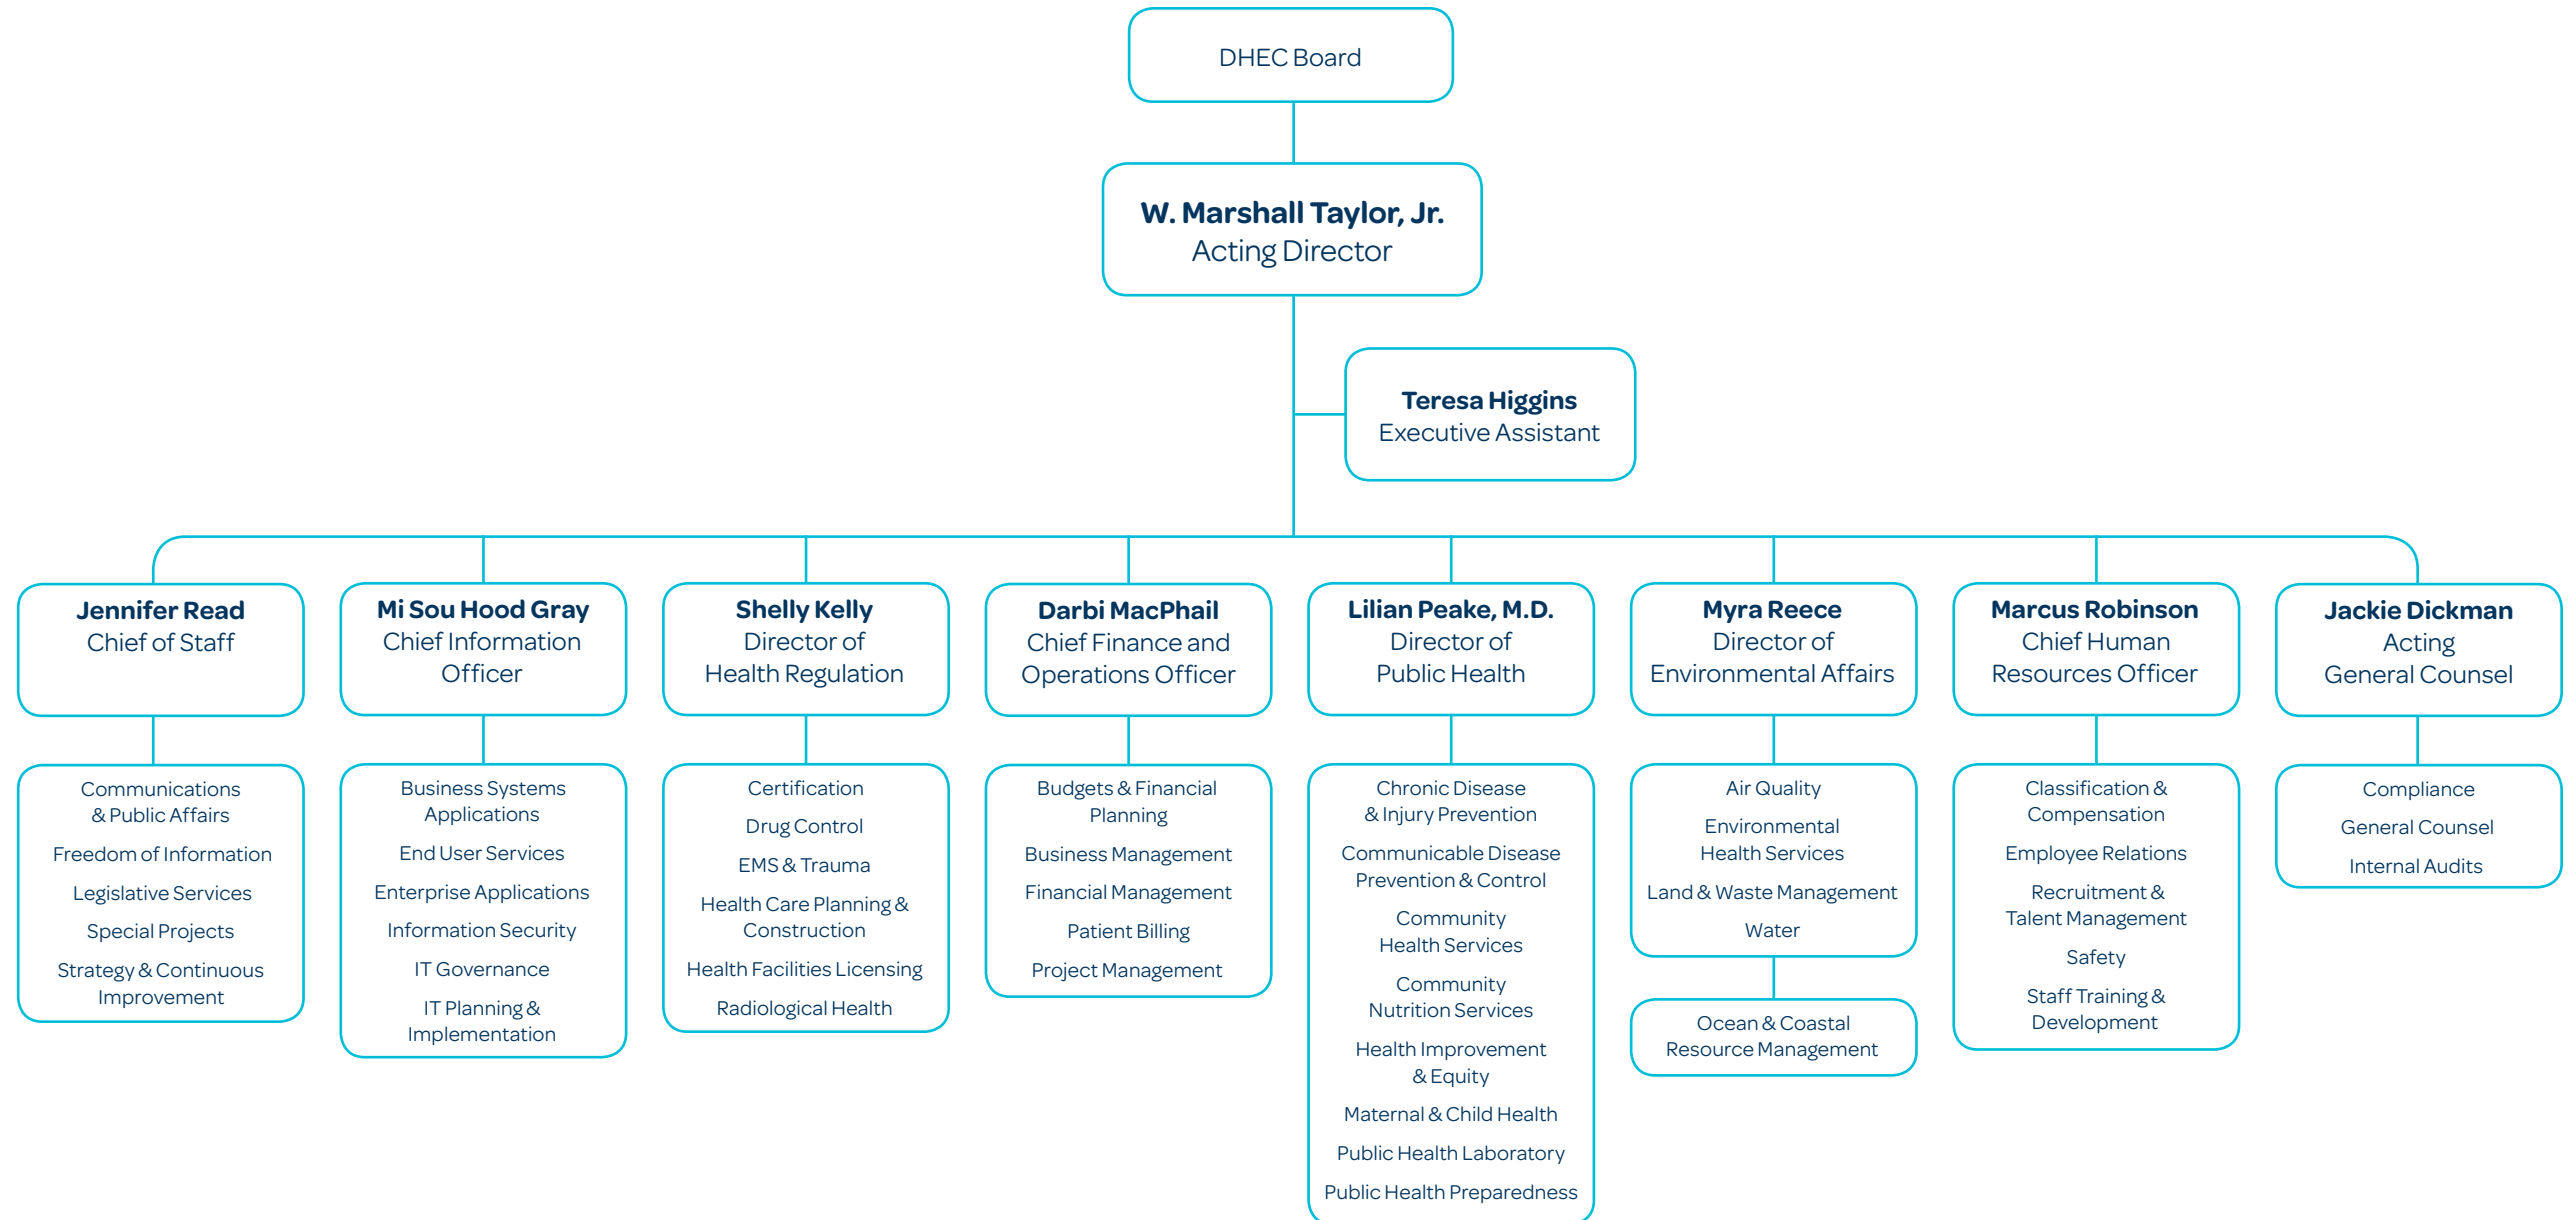 DHEC Board
W. Marshall Taylor, Jr.
Acting Director
Teresa Higgins
Executive Assistant
Jennifer Read
Chief of Staff
Communications
& Public Affairs
Freedom of Information
Legislative Services
Special Projects
Strategy & Continuous
Improvement
Mi Sou Hood Gray
Chief Information
Officer
Business Systems
Applications
End User Services
Enterprise Applications
Information Security
IT Governance
IT Planning &
Implementation
Shelly Kelly
Director of
Health Regulation
Certification
Drug Control
EMS & Trauma
Health Care Planning &
Construction
Health Facilities Licensing
Radiological Health
Darbi MacPhail
Chief Finance and
Operations Officer
Budgets & Financial
Planning
Business Management
Financial Management
Patient Billing
Project Management
Lilian Peake, M.D.
Director of
Public Health
Chronic Disease
& Injury Prevention
Communicable Disease
Prevention & Control
Community
Health Services
Community
Nutrition Services
Health Improvement
& Equity
Maternal & Child Health
Public Health Laboratory
Public Health Preparedness
Myra Reece
Director of
Environmental Affairs
Air Quality
Environmental
Health Services
Land & Waste Management
Water
Ocean & Coastal
Resource Management
Marcus Robinson
Chief Human
Resources Officer
Classification &
Compensation
Employee Relations
Recruitment &
Talent Management
Safety
Staff Training &
Development
Jackie Dickman
Acting
General Counsel
Compliance
General Counsel
Internal Audits